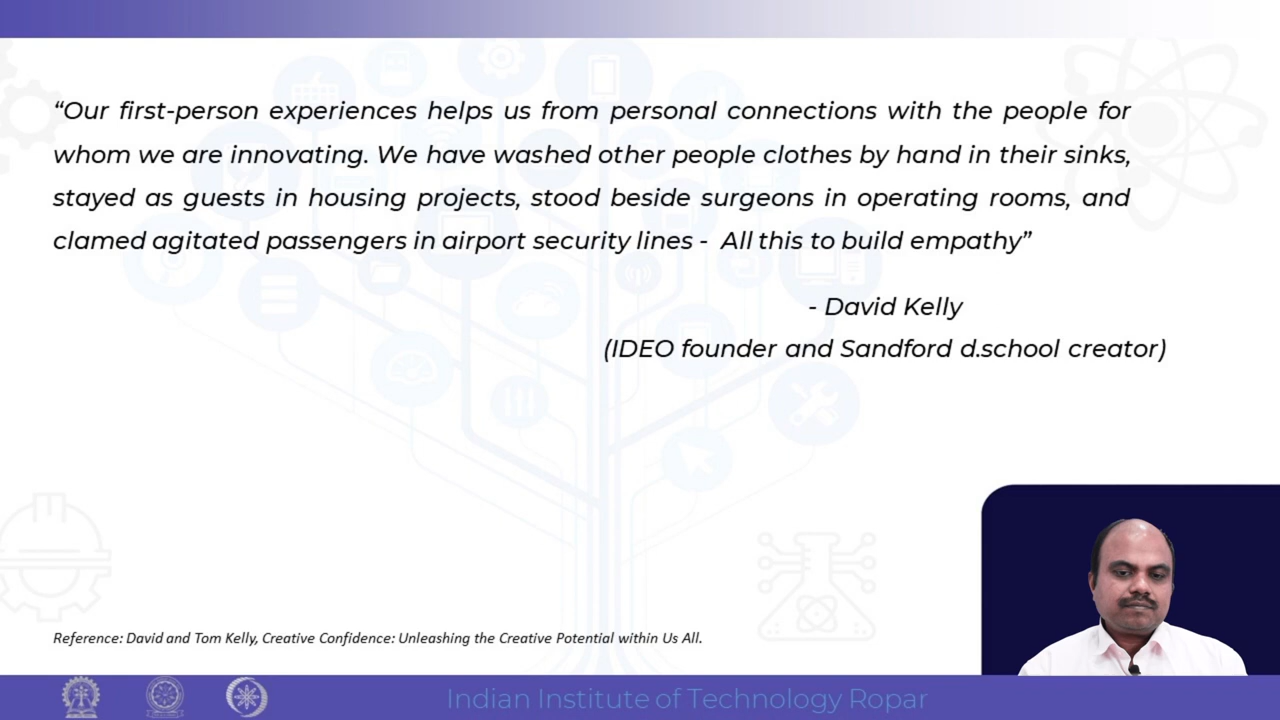 “Our first-person experiences helps us from personal connections with the people for
whom we are innovating. We have washed other people clothes by hand in their sinks,
stayed as guests in housing projects, stood beside surgeons in operating rooms, and
clamed agitated passengers in airport security lines - All this to build empathy”
- David Kelly
(IDEO founder and Sandford d.school creator)
Reference: David and Tom Kelly, Creative Confidence: Unleashing the Creative Potential within Us All.
Indian Institute of Technology Ropar